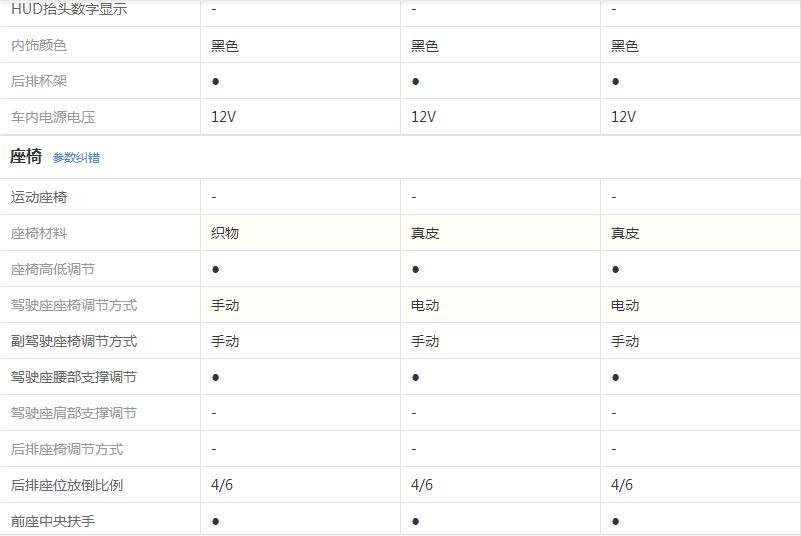 HUD抬头数字显示 - - -
内饰颜色 黑色 黑色 黑色
后排杯架 ● ● ●
车内电源电压 12V 12V 12V
座椅 参数纠错
运动座椅 - - -
座椅材料 织物 真皮 真皮
座椅高低调节 ● ● ●
驾驶座座椅调节方式 手动 电动 电动
副驾驶座椅调节方式 手动 手动 手动
驾驶座腰部支撑调节 ● ● ●
驾驶座肩部支撑调节 - - -
后排座椅调节方式 - - -
后排座位放倒比例 4/6 4/6 4/6
前座中央扶手 ● ● ●